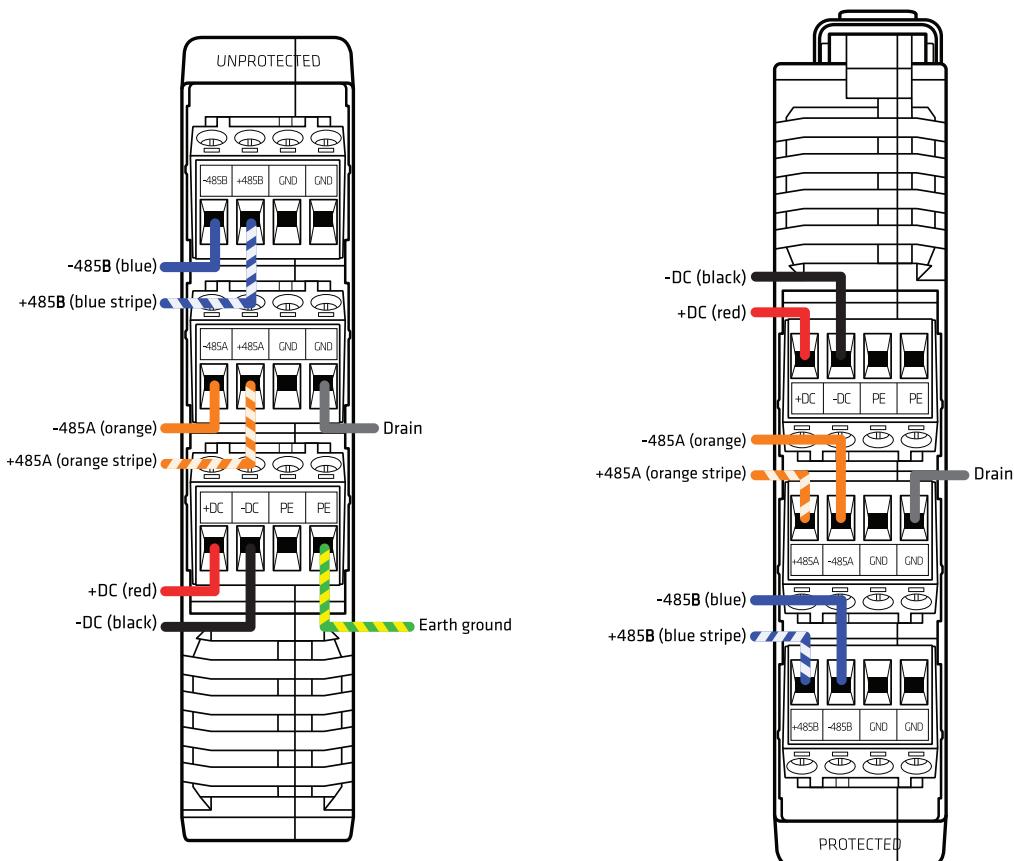 UNPROTECTED
-485B +485B GND GND
-485B (blue)
+485B (blue stripe)
-485A +485A GND GND
-485A (orange)
Drain
+485A (orange stripe)
+DC -DC PE PE
+DC (red)
-DC (black)
Earth ground
-DC (black)
+DC (red)
+DC -DC PE PE
-485A (orange)
+485A (orange stripe)
Drain
+485A -485A GND GND
-485B (blue)
+485B (blue stripe)
+485B -485B GND GND
PROTECTED